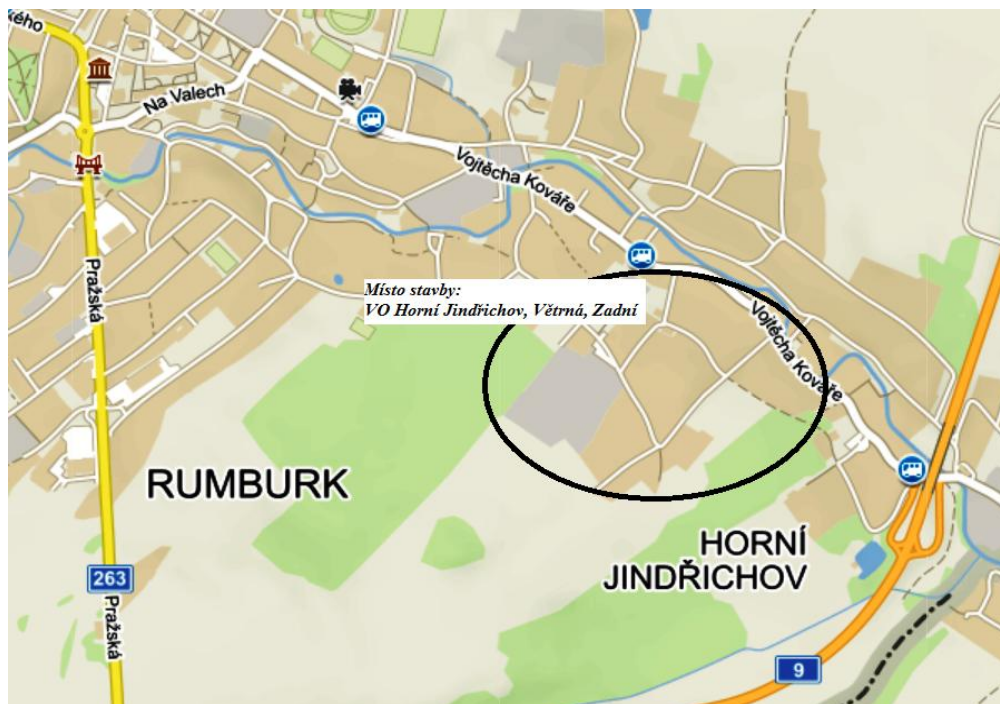 kého
Na Valech
Vojtěcha Kováře
Pražská
Místo stavby:
VO Horní Jindřichov, Větrná, Zadní
Vojtěcha Kováře
RUMBURK
HORNÍ
JINDŘICHOV
263
Pražská
9